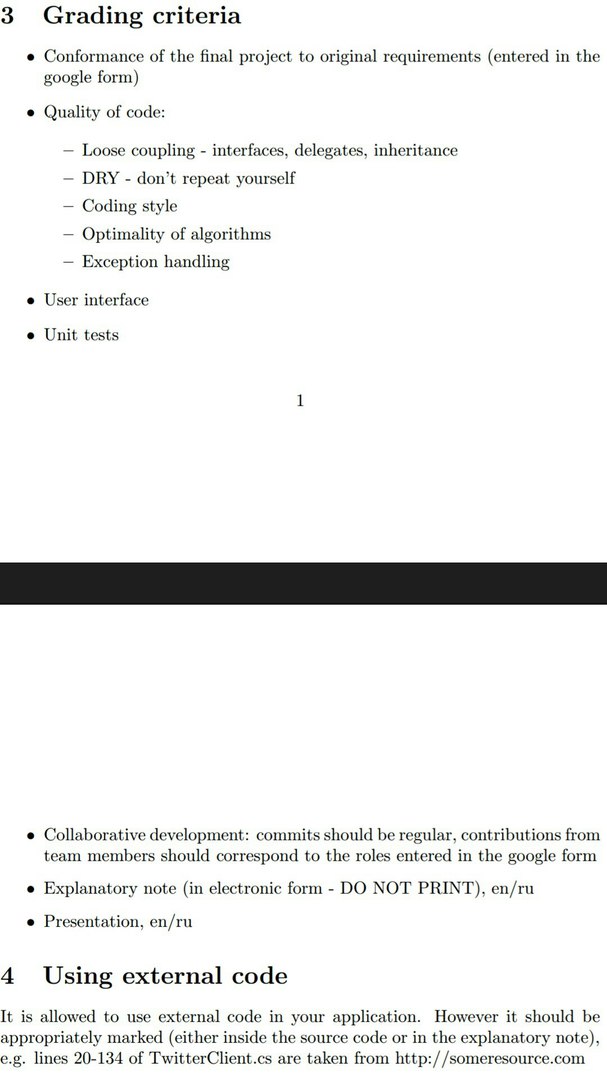 3 Grading criteria
• Conformance of the final project to original requirements (entered in the
google form)
• Quality of code:
– Loose coupling - interfaces, delegates, inheritance
– DRY - don't repeat yourself
– Coding style
– Optimality of algorithms
– Exception handling
• User interface
• Unit tests
1
• Collaborative development: commits should be regular, contributions from
team members should correspond to the roles entered in the google form
• Explanatory note (in electronic form - DO NOT PRINT), en/ru
• Presentation, en/ru
4 Using external code
It is allowed to use external code in your application. However it should be
appropriately marked (either inside the source code or in the explanatory note),
e.g. lines 20-134 of TwitterClient.cs are taken from http://someresource.com